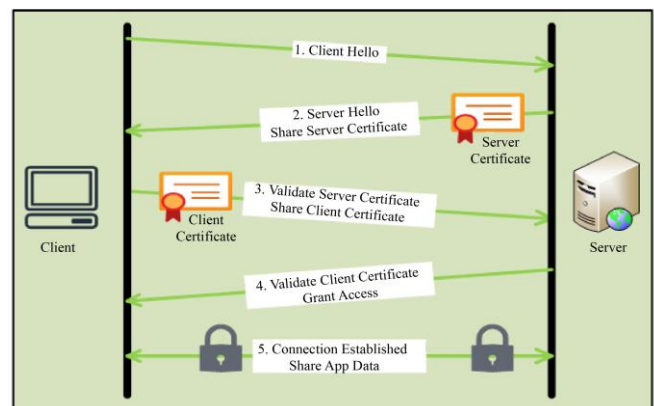 1. Client Hello
2. Server Hello
Share Server Certificate
Server
Certificate
3. Validate Server Certificate
Share Client Certificate
Client
Certificate
Client
Server
4. Validate Client Certificate
Grant Access
5. Connection Established
Share App Data